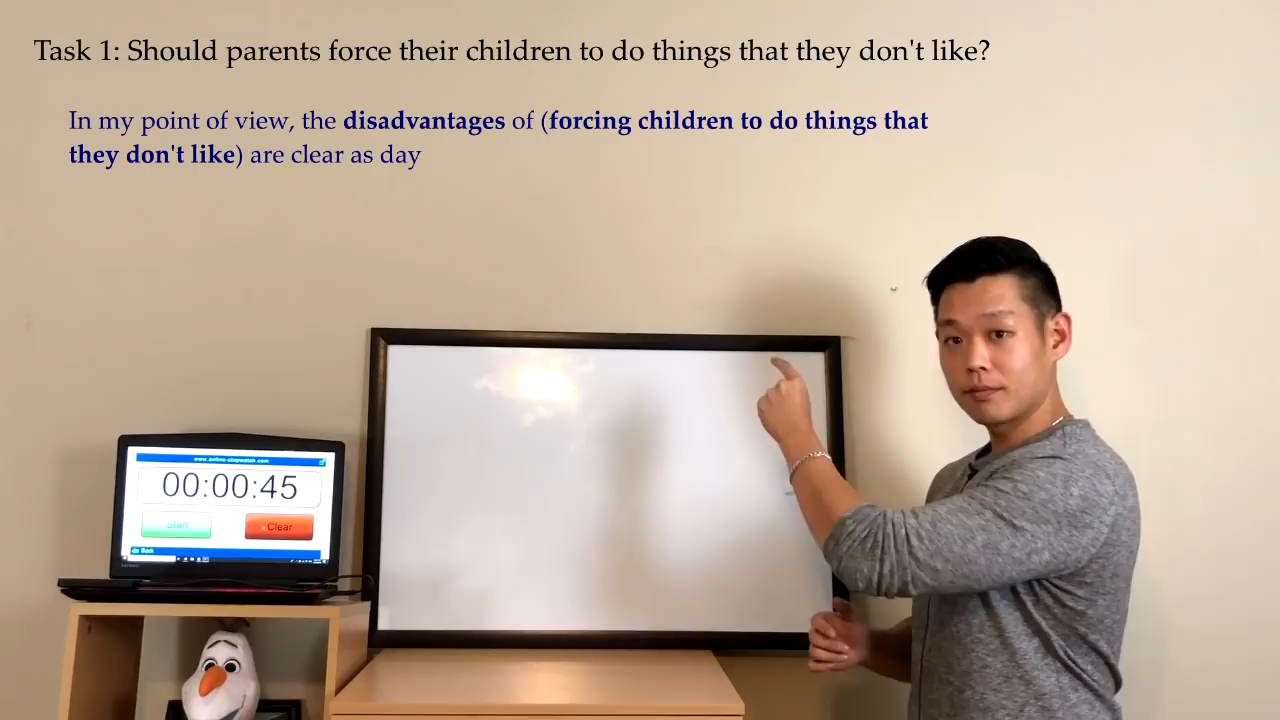 Task 1: Should parents force their children to do things that they don't like?
In my point of view, the disadvantages of (forcing children to do things that
they don't like) are clear as day
www.online-stopwatch.com
00:00:45
Start
Clear
Back
Lenovo